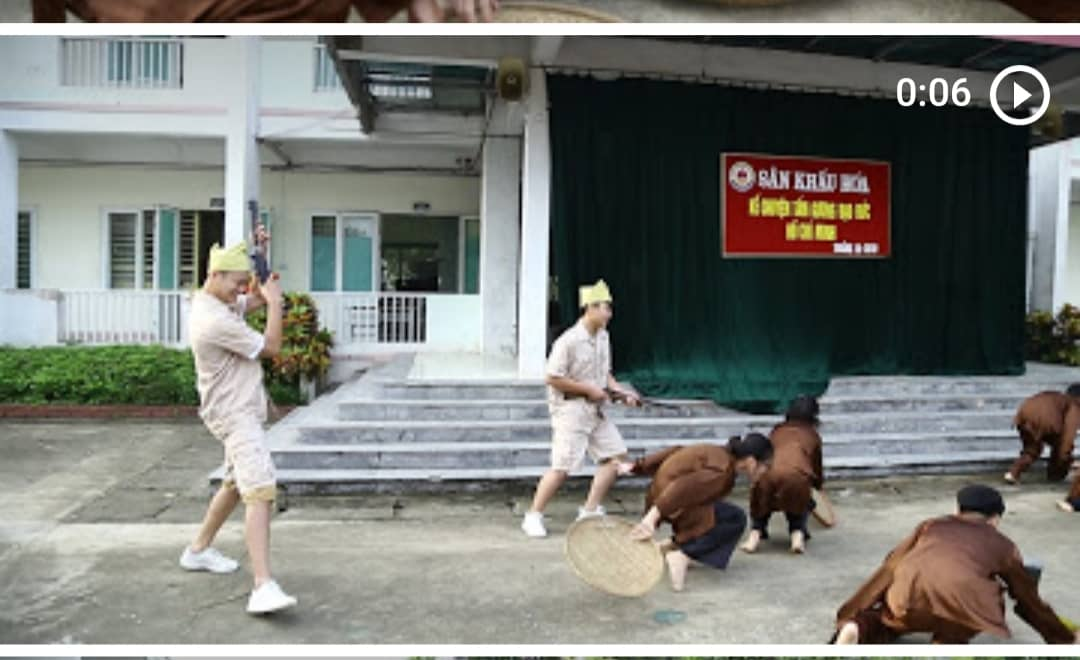 0:06
SÂN KHẤU HÓA
KỂ CHUYỆN TẤM GƯƠNG ĐẠO ĐỨC
HỒ CHÍ MINH